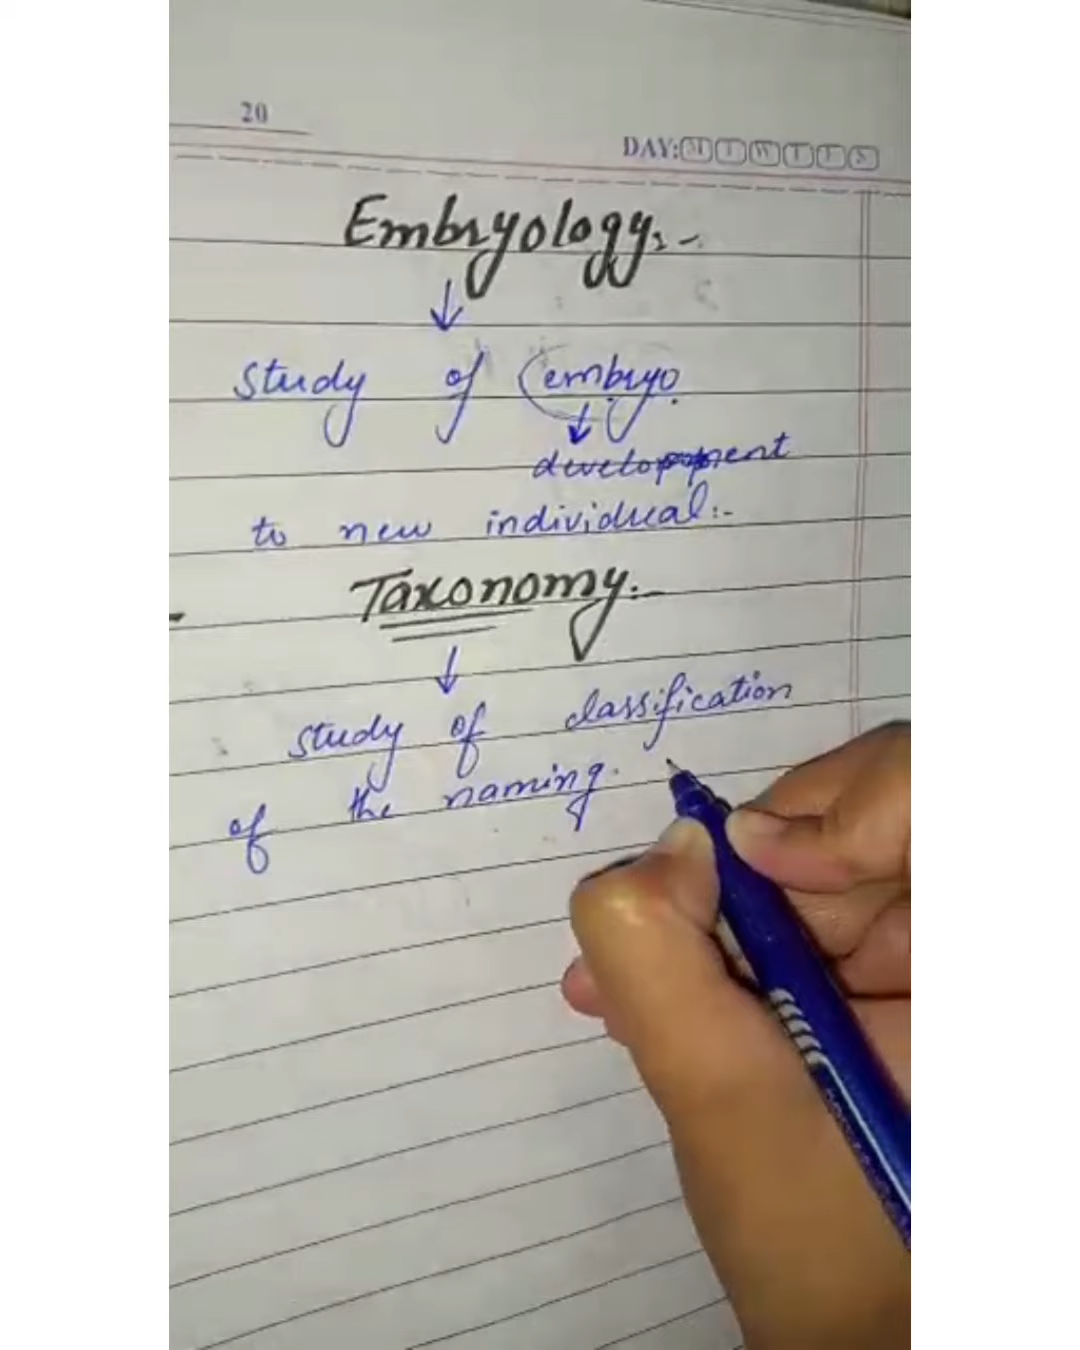 20
DAY: M T W T F S
Embryology:-
↓
study of (embryo.
↓
development
to new individual:-
Taxonomy:-
↓
study of classification
of the naming.